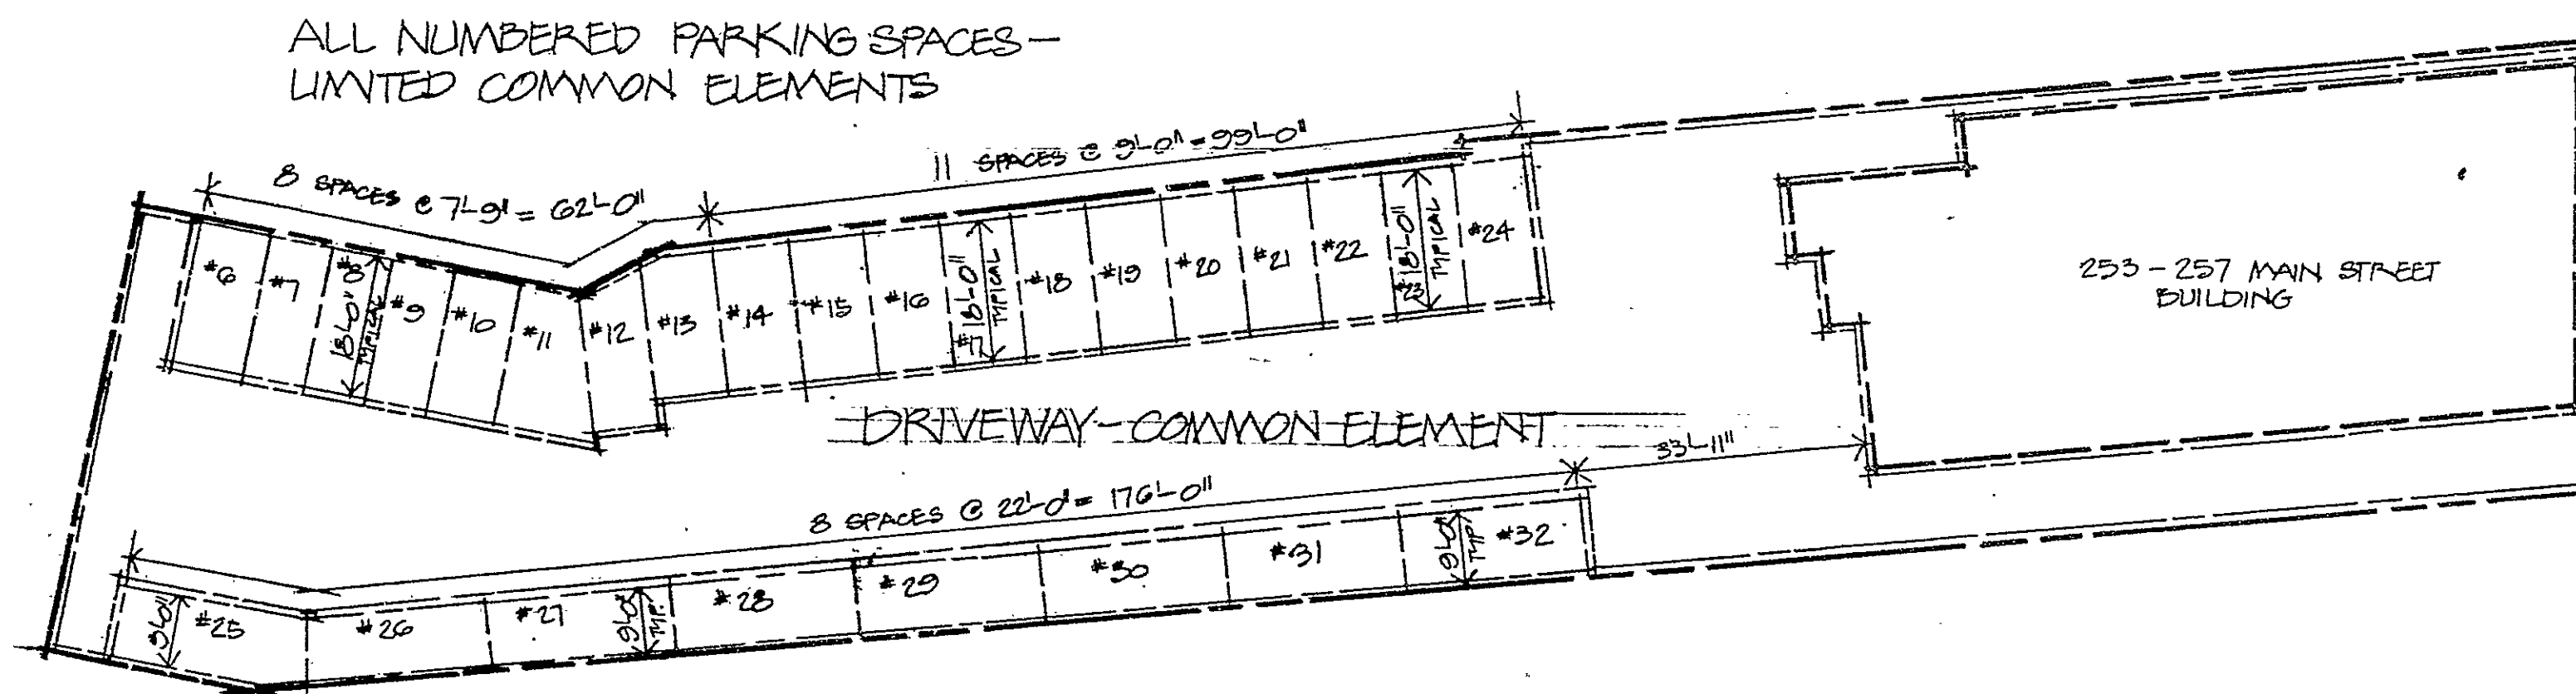 ALL NUMBERED PARKING SPACES -
LIMITED COMMON ELEMENTS
8 SPACES @ 7'-9" = 62'-0"
11 SPACES @ 9'-0" = 99'-0"
#6
#7
#8
18'-0"
TYPICAL
#9
#10
#11
#12
#13
#14
#15
#16
#17
18'-0"
TYPICAL
#18
#19
#20
#21
#22
#23
18'-0"
TYPICAL
#24
253-257 MAIN STREET
BUILDING
DRIVEWAY - COMMON ELEMENT
33'-11"
8 SPACES @ 22'-0" = 176'-0"
9'-0"
#25
#26
#27
9'-0"
TYP.
#28
#29
#30
#31
9'-0"
TYP.
#32